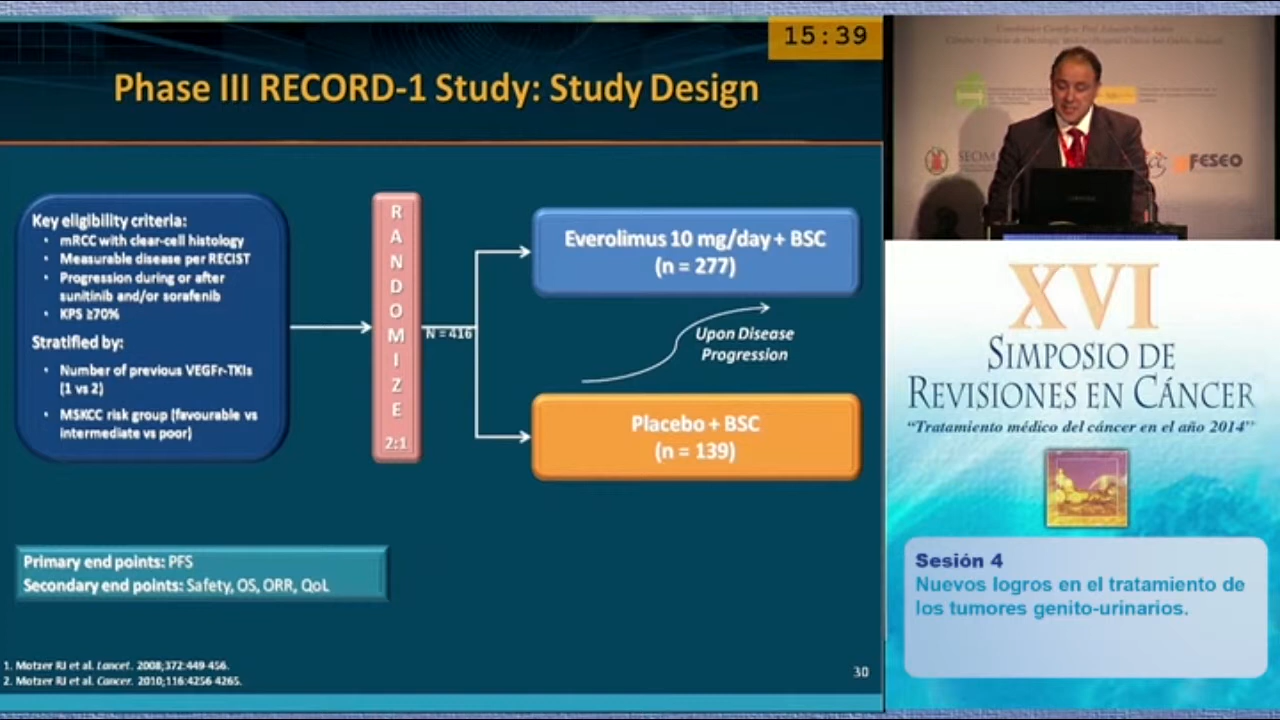 15:39
Phase III RECORD-1 Study: Study Design
Key eligibility criteria:
• mRCC with clear-cell histology
• Measurable disease per RECIST
• Progression during or after
sunitinib and/or sorafenib
• KPS ≥70%
Stratified by:
• Number of previous VEGFr-TKIs
(1 vs 2)
• MSKCC risk group (favourable vs
intermediate vs poor)
R
A
N
D
O
M
I
Z
E
2:1
N = 416
Everolimus 10 mg/day + BSC
(n = 277)
Upon Disease
Progression
Placebo + BSC
(n = 139)
Primary end points: PFS
Secondary end points: Safety, OS, ORR, QoL
1. Motzer RJ et al. Lancet. 2008;372:449-456.
2. Motzer RJ et al. Cancer. 2010;116:4256-4265.
30
SEOM
FESEO
XVI
SIMPOSIO DE
REVISIONES EN CÁNCER
“Tratamiento médico del cáncer en el año 2014”
Sesión 4
Nuevos logros en el tratamiento de
los tumores genito-urinarios.